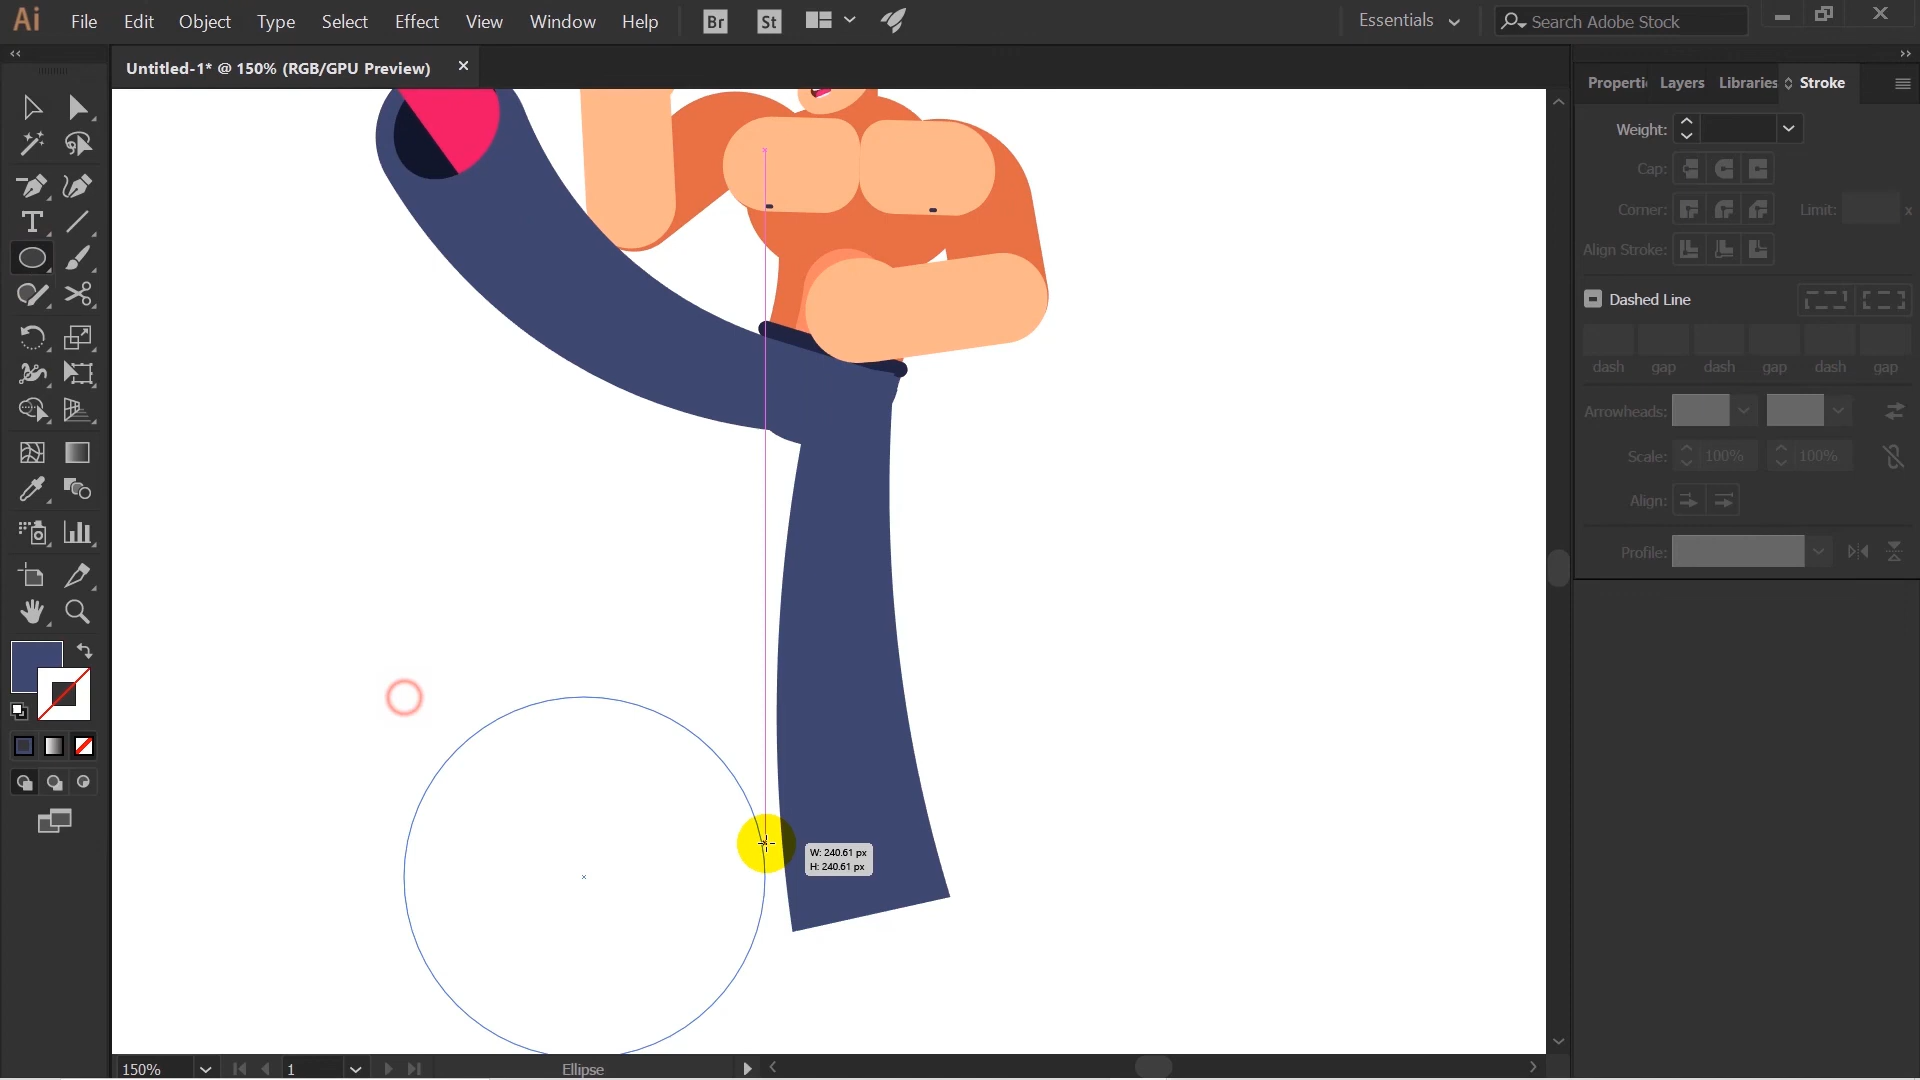 Ai File Edit Object Type Select Effect View Window Help Br St Essentials Search Adobe Stock
Untitled-1* @ 150% (RGB/GPU Preview)
Properti Layers Libraries Stroke
Weight:
Cap:
Corner: Limit: x
Align Stroke:
Dashed Line
dash gap dash gap dash gap
Arrowheads:
Scale: 100% 100%
Align:
Profile:
W: 240.61 px
H: 240.61 px
150% 1 Ellipse